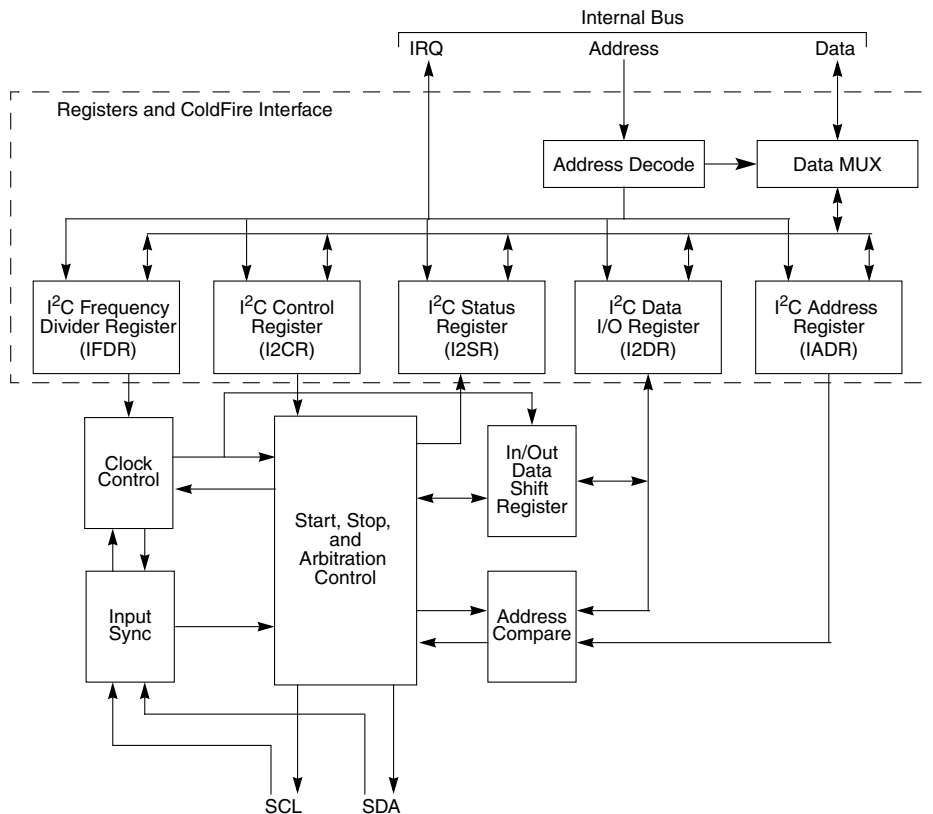 Internal Bus
IRQ Address Data
Registers and ColdFire Interface
Address Decode
Data MUX
I²C Frequency
Divider Register
(IFDR)
I²C Control
Register
(I2CR)
I²C Status
Register
(I2SR)
I²C Data
I/O Register
(I2DR)
I²C Address
Register
(IADR)
Clock
Control
Start, Stop,
and
Arbitration
Control
In/Out
Data
Shift
Register
Input
Sync
Address
Compare
SCL SDA